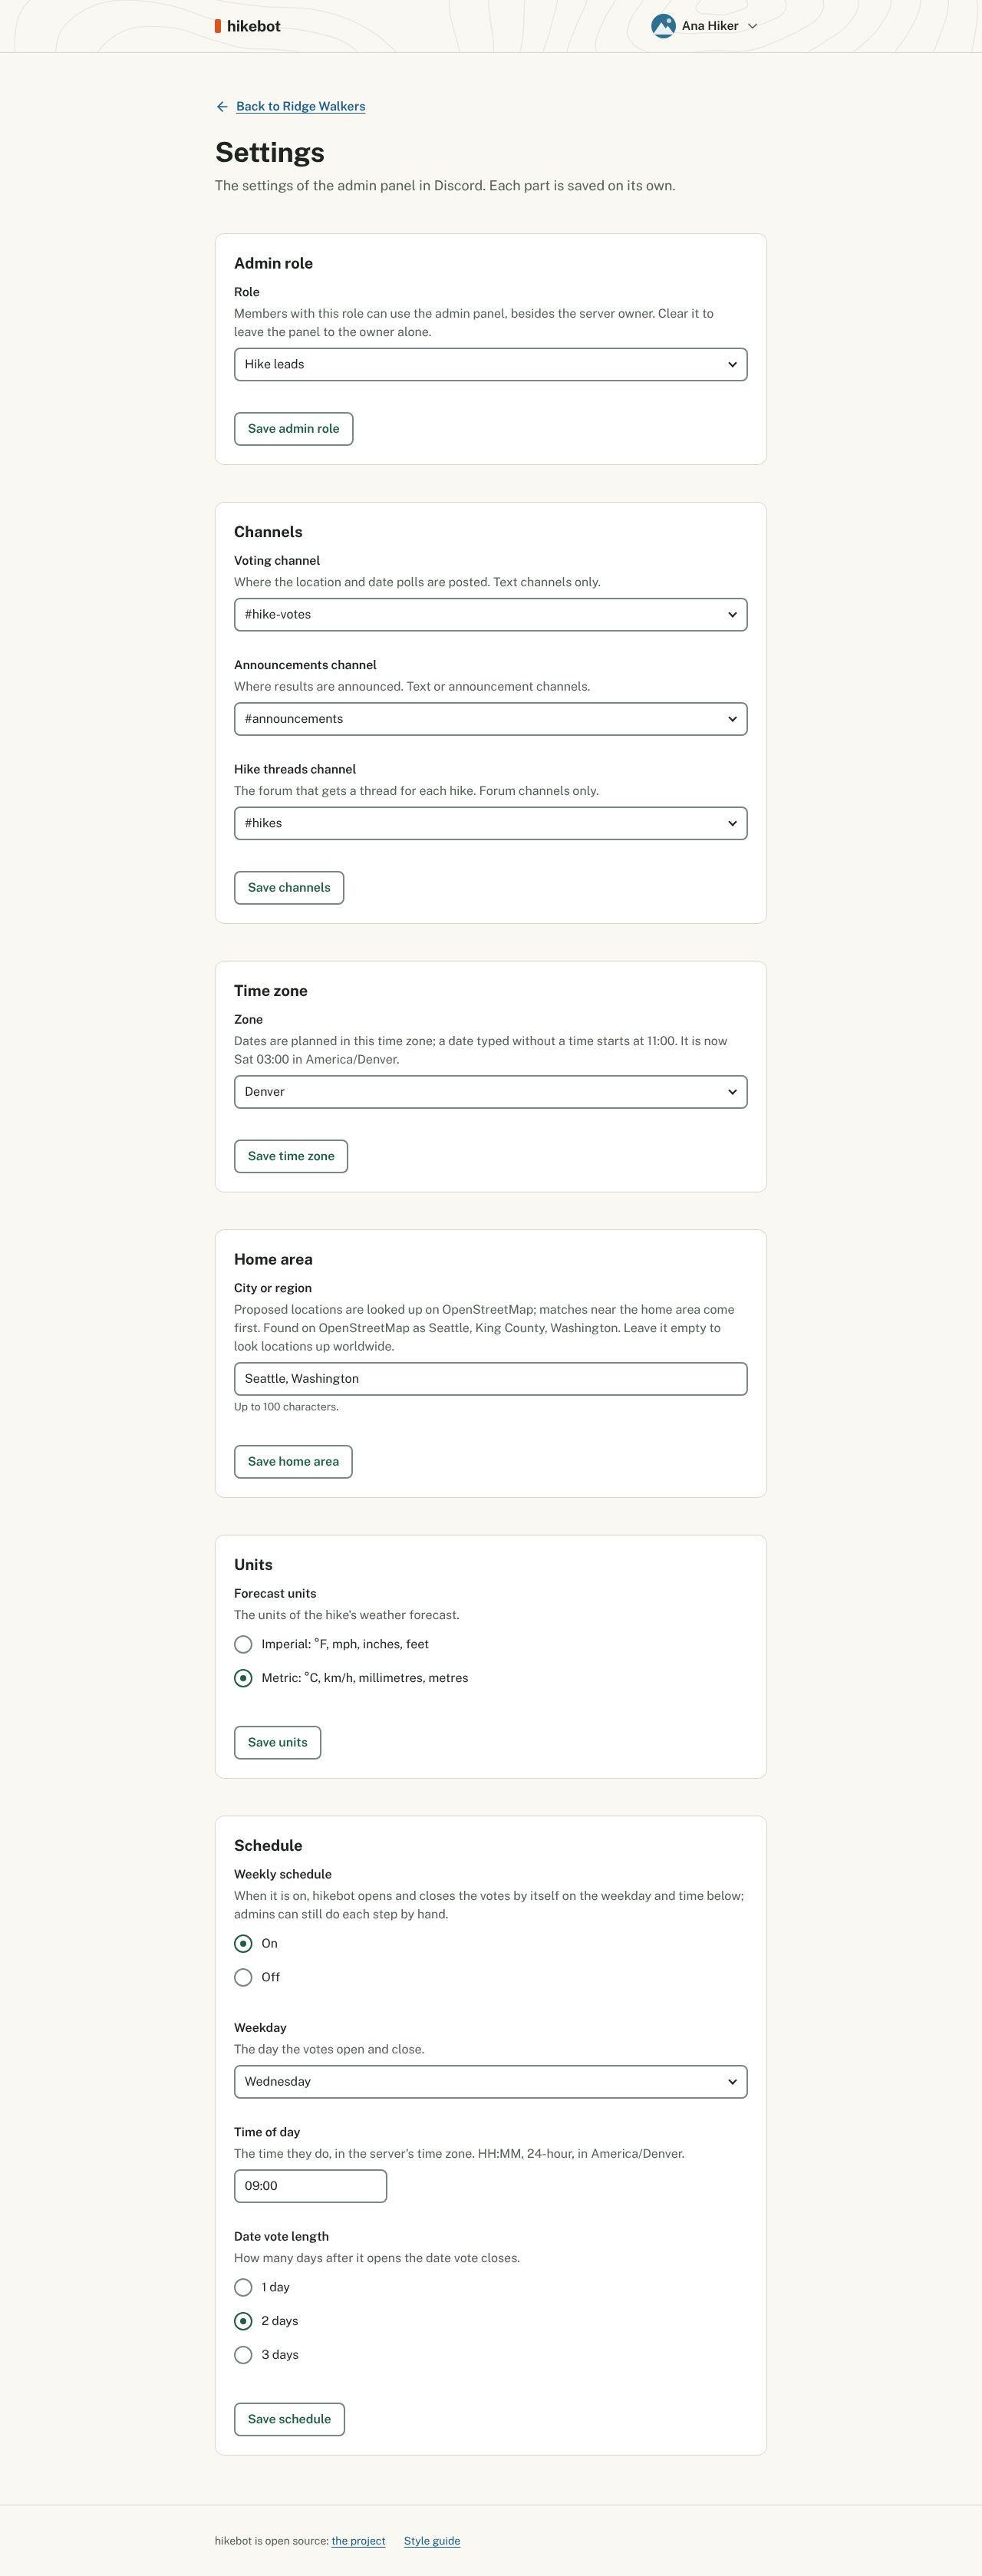 hikebot
Ana Hiker
Back to Ridge Walkers
Settings
The settings of the admin panel in Discord. Each part is saved on its own.
Admin role
Role
Members with this role can use the admin panel, besides the server owner. Clear it to
leave the panel to the owner alone.
Hike leads
Save admin role
Channels
Voting channel
Where the location and date polls are posted. Text channels only.
#hike-votes
Announcements channel
Where results are announced. Text or announcement channels.
#announcements
Hike threads channel
The forum that gets a thread for each hike. Forum channels only.
#hikes
Save channels
Time zone
Zone
Dates are planned in this time zone; a date typed without a time starts at 11:00. It is now
Sat 03:00 in America/Denver.
Denver
Save time zone
Home area
City or region
Proposed locations are looked up on OpenStreetMap; matches near the home area come
first. Found on OpenStreetMap as Seattle, King County, Washington. Leave it empty to
look locations up worldwide.
Seattle, Washington
Up to 100 characters.
Save home area
Units
Forecast units
The units of the hike's weather forecast.
Imperial: °F, mph, inches, feet
Metric: °C, km/h, millimetres, metres
Save units
Schedule
Weekly schedule
When it is on, hikebot opens and closes the votes by itself on the weekday and time below;
admins can still do each step by hand.
On
Off
Weekday
The day the votes open and close.
Wednesday
Time of day
The time they do, in the server's time zone. HH:MM, 24-hour, in America/Denver.
09:00
Date vote length
How many days after it opens the date vote closes.
1 day
2 days
3 days
Save schedule
hikebot is open source: the project Style guide